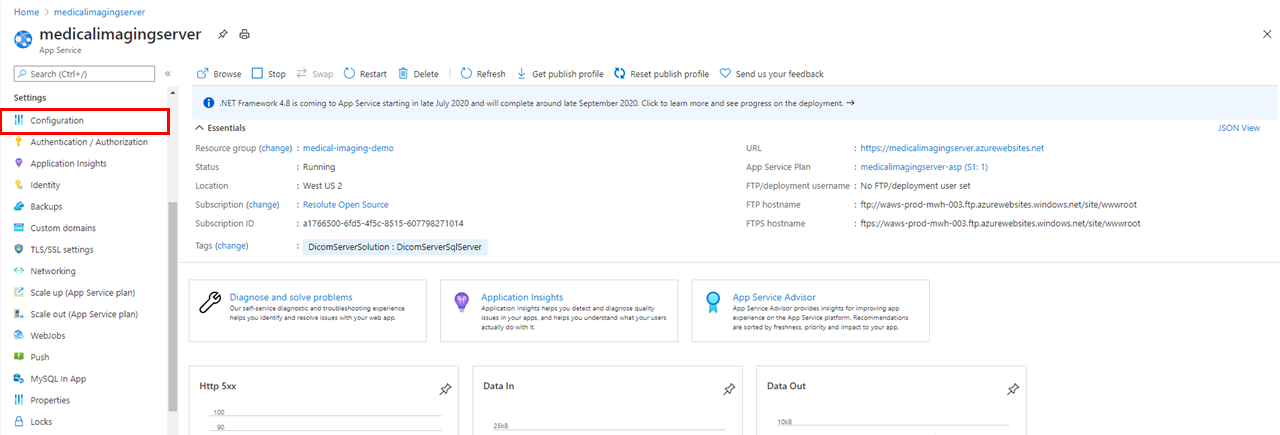 Home > medicalimagingserver
medicalimagingserver
App Service
Search (Ctrl+/)
«
Settings
Configuration
Authentication / Authorization
Application Insights
Identity
Backups
Custom domains
TLS/SSL settings
Networking
Scale up (App Service plan)
Scale out (App Service plan)
WebJobs
Push
MySQL In App
Properties
Locks
Browse Stop Swap Restart Delete Refresh Get publish profile Reset publish profile Send us your feedback
.NET Framework 4.8 is coming to App Service starting in late July 2020 and will complete around late September 2020. Click to learn more and see progress on the deployment. →
Essentials
JSON View
Resource group (change) : medical-imaging-demo
Status : Running
Location : West US 2
Subscription (change) : Resolute Open Source
Subscription ID : a1766500-6fd5-4f5c-8515-607798271014
Tags (change) : DicomServerSolution : DicomServerSqlServer
URL : https://medicalimagingserver.azurewebsites.net
App Service Plan : medicalimagingserver-asp (S1: 1)
FTP/deployment username : No FTP/deployment user set
FTP hostname : ftp://waws-prod-mwh-003.ftp.azurewebsites.windows.net/site/wwwroot
FTPS hostname : ftps://waws-prod-mwh-003.ftp.azurewebsites.windows.net/site/wwwroot
Diagnose and solve problems
Our self-service diagnostic and troubleshooting experience
helps you identify and resolve issues with your web app.
Application Insights
Application Insights helps you detect and diagnose quality
issues in your apps, and helps you understand what your users
actually do with it.
App Service Advisor
App Service Advisor provides insights for improving app
experience on the App Service platform. Recommendations
are sorted by freshness, priority and impact to your app.
Http 5xx
100
90
Data In
25kB
Data Out
10kB